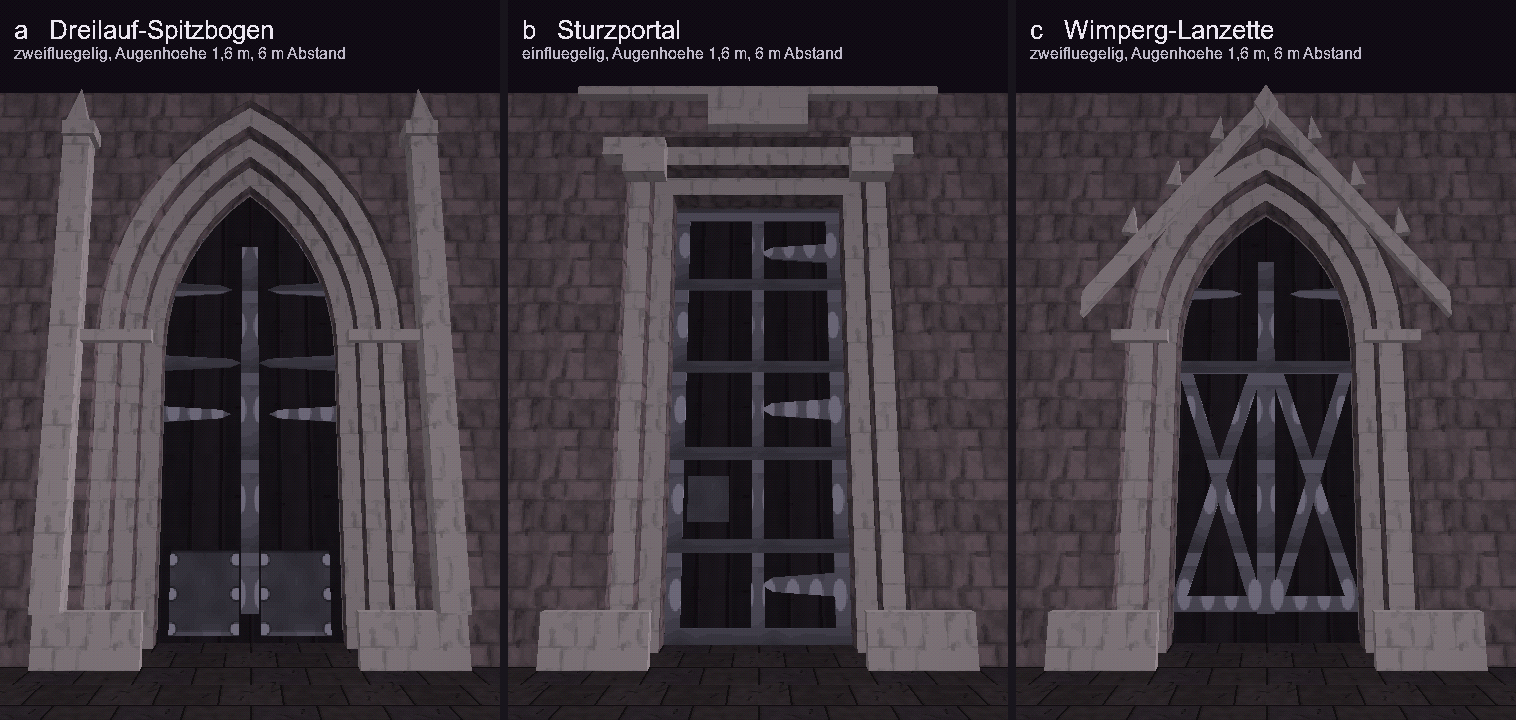 a Dreilauf-Spitzbogen
zweifluegelig, Augenhoehe 1,6 m, 6 m Abstand
b Sturzportal
einfluegelig, Augenhoehe 1,6 m, 6 m Abstand
c Wimperg-Lanzette
zweifluegelig, Augenhoehe 1,6 m, 6 m Abstand